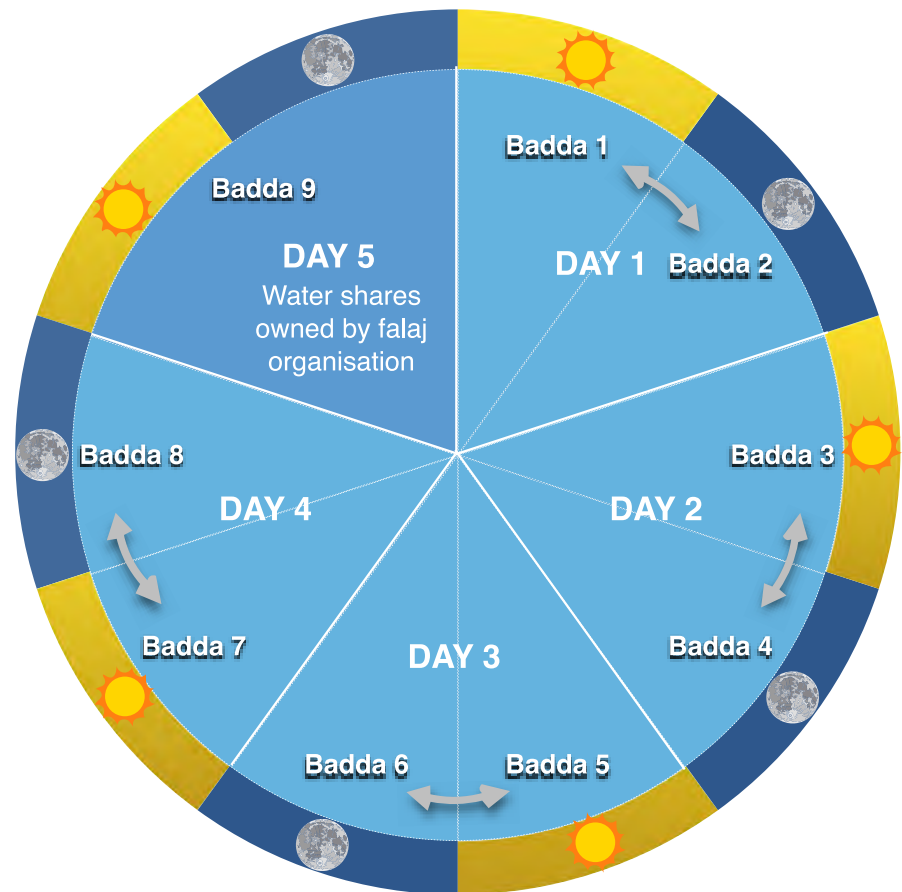 Badda 1
DAY 1
Badda 2
Badda 3
DAY 2
Badda 4
DAY 3
Badda 5
Badda 6
Badda 7
DAY 4
Badda 8
Badda 9
DAY 5
Water shares
owned by falaj
organisation